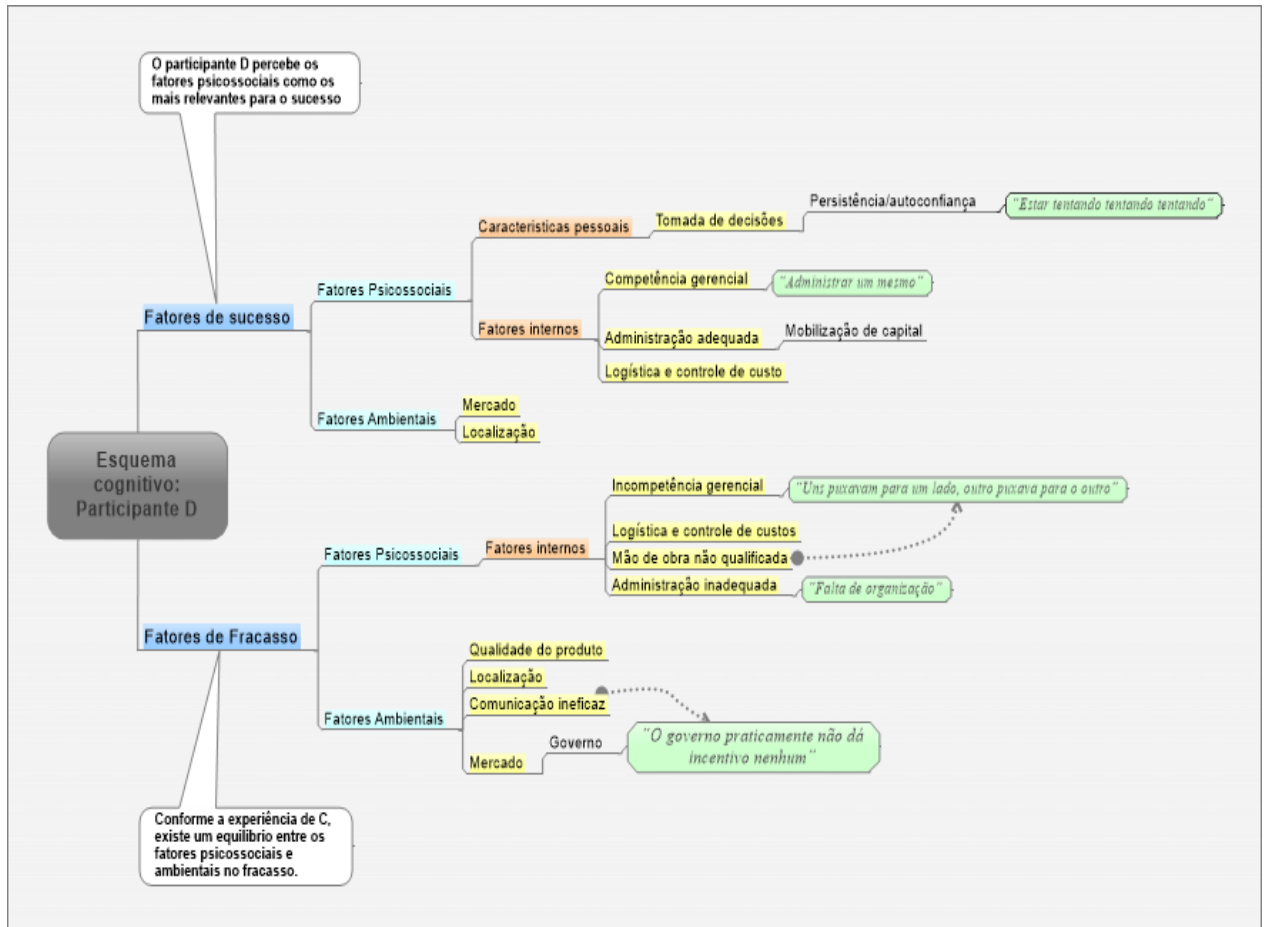 O participante D percebe os
fatores psicossociais como os
mais relevantes para o sucesso
Persistência/autoconfiança
"Estar tentando tentando tentando"
Tomada de decisões
Caracteristicas pessoais
Fatores Psicossociais
Competência gerencial
"Administrar um mesmo"
Fatores de sucesso
Fatores internos
Administração adequada
Mobilização de capital
Logística e controle de custo
Fatores Ambientais
Mercado
Localização
Esquema
cognitivo:
Participante D
Incompetência gerencial
"Uns puxavam para um lado, outro puxava para o outro"
Logística e controle de custos
Fatores Psicossociais
Fatores internos
Mão de obra não qualificada
Administração inadequada
"Falta de organização"
Fatores de Fracasso
Qualidade do produto
Localização
Comunicação ineficaz
Fatores Ambientais
Mercado
Governo
"O governo praticamente não dá
incentivo nenhum"
Conforme a experiência de C,
existe um equilibrio entre os
fatores psicossociais e
ambientais no fracasso.